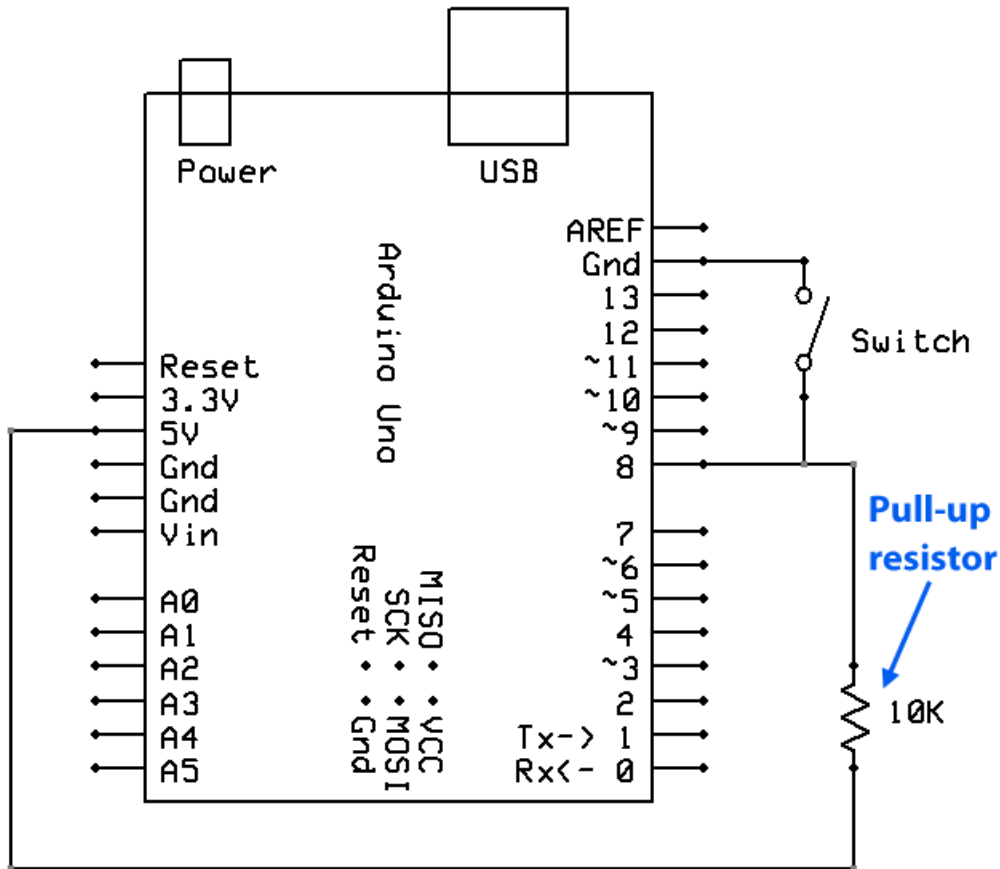 Power
USB
Arduino Uno
AREF
Gnd
13
12
~11
~10
~9
8
7
~6
~5
4
~3
2
Tx-> 1
Rx<- 0
Reset
3.3V
5V
Gnd
Gnd
Vin
A0
A1
A2
A3
A4
A5
MISO • • VCC
SCK • • MOSI
Reset • • Gnd
Switch
Pull-up
resistor
10K